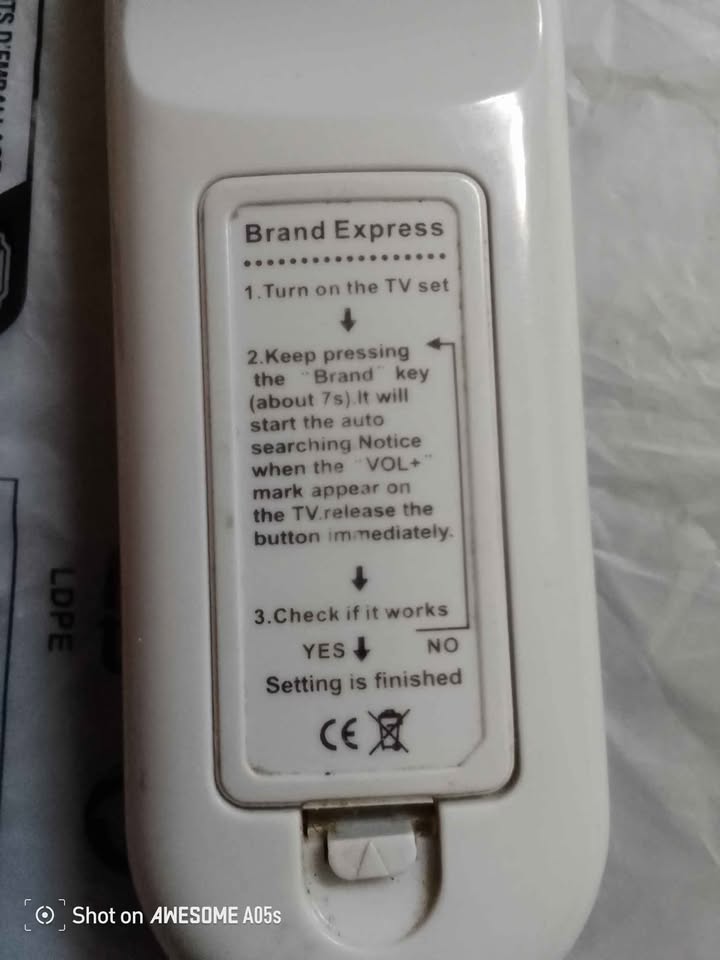 Brand Express
1.Turn on the TV set
2.Keep pressing
the "Brand" key
(about 7s).It will
start the auto
searching Notice
when the "VOL+"
mark appear on
the TV.release the
button immediately.
3.Check if it works
YES NO
Setting is finished
CE
LDPE
Shot on AWESOME A05s